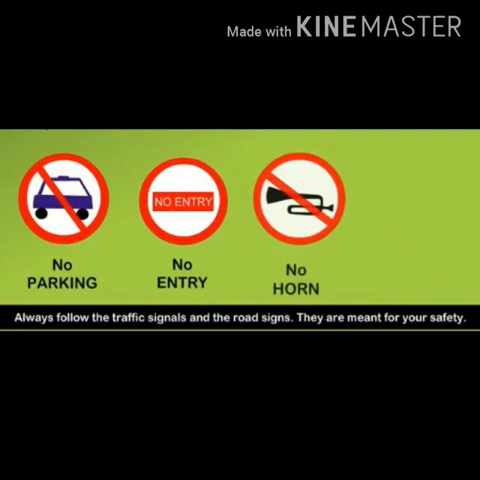 Made with KINEMASTER
NO ENTRY
No
PARKING
No
ENTRY
No
HORN
Always follow the traffic signals and the road signs. They are meant for your safety.